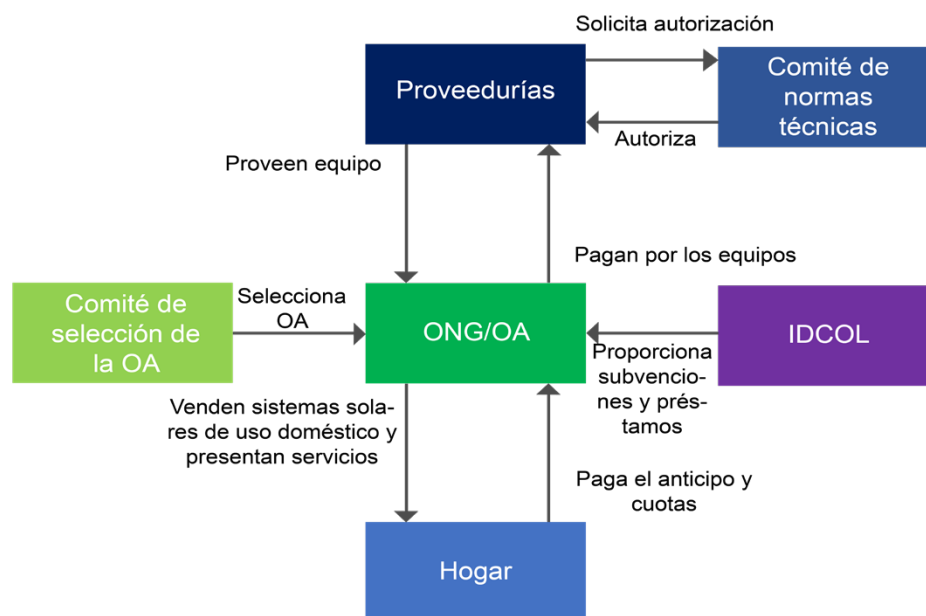 Solicita autorización
Proveedurías
Comité de
normas
técnicas
Autoriza
Proveen equipo
Pagan por los equipos
Comité de
selección de
la OA
Selecciona
OA
ONG/OA
IDCOL
Proporciona
subvencio-
nes y prés-
tamos
Venden sistemas sola-
res de uso doméstico y
presentan servicios
Paga el anticipo y
cuotas
Hogar